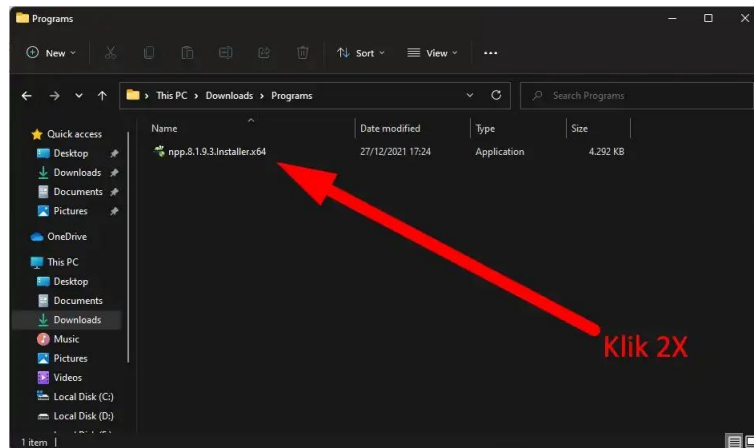 Programs
New
Sort
View
This PC > Downloads > Programs
Search Programs
Name
Date modified
Type
Size
npp.8.1.9.3.Installer.x64
27/12/2021 17:24
Application
4.292 KB
Quick access
Desktop
Downloads
Documents
Pictures
OneDrive
This PC
Desktop
Documents
Downloads
Music
Pictures
Videos
Local Disk (C:)
Local Disk (D:)
Klik 2X
1 item